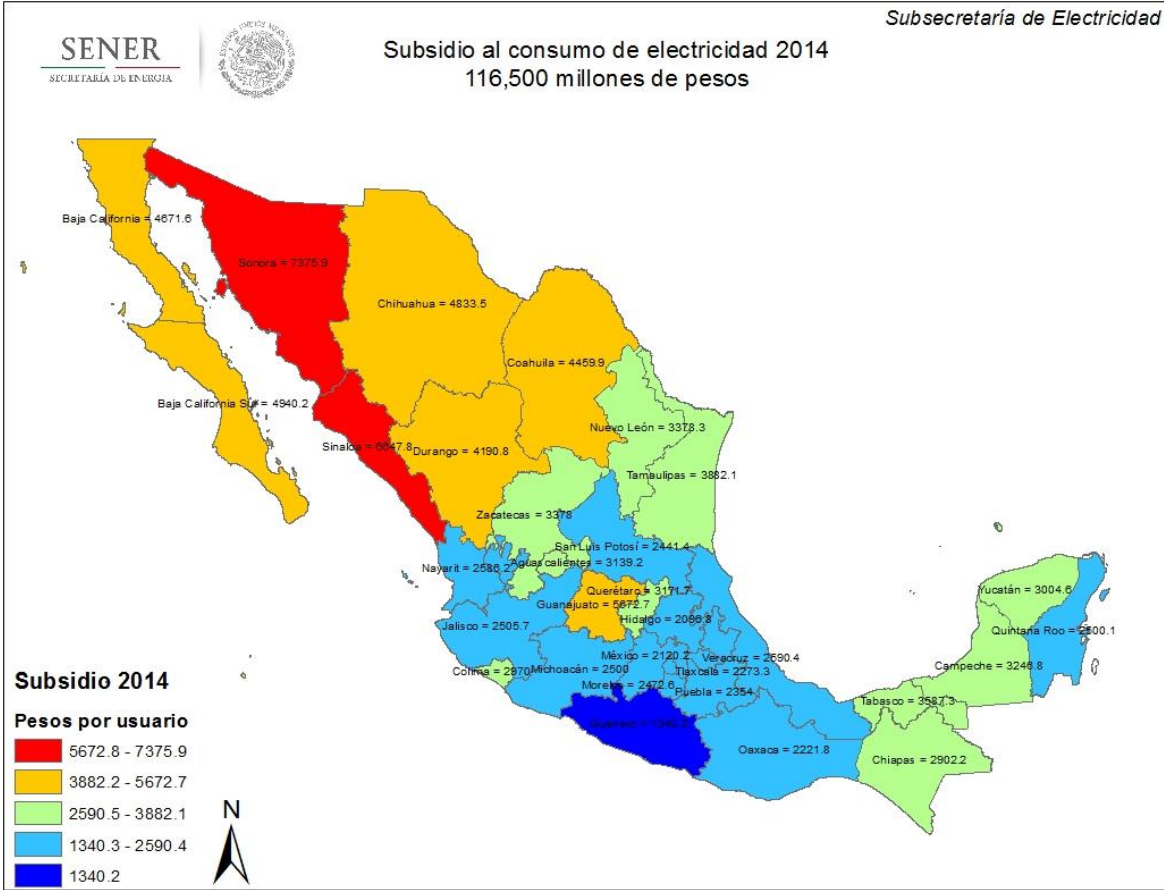 Subsecretaría de Electricidad
SENER
SECRETARÍA DE ENERGÍA
ESTADOS UNIDOS MEXICANOS
Subsidio al consumo de electricidad 2014
116,500 millones de pesos
Baja California = 4671.6
Sonora = 7375.9
Chihuahua = 4833.5
Coahuila = 4459.9
Baja California Sur = 4940.2
Nuevo León = 3378.3
Sinaloa = 6647.8
Durango = 4190.8
Tamaulipas = 3882.1
Zacatecas = 3378
San Luis Potosí = 2441.4
Aguascalientes = 3139.2
Nayarit = 2586.2
Querétaro = 3171.7
Yucatán = 3004.6
Guanajuato = 5672.7
Hidalgo = 2096.8
Jalisco = 2505.7
Quintana Roo = 2500.1
México = 2120.2
Veracruz = 2590.4
Colima = 2970
Michoacán = 2500
Tlaxcala = 2273.3
Campeche = 3246.8
Morelos = 2472.6
Puebla = 2354
Tabasco = 3587.3
Guerrero = 1340.2
Oaxaca = 2221.8
Chiapas = 2902.2
Subsidio 2014
Pesos por usuario
5672.8 - 7375.9
3882.2 - 5672.7
2590.5 - 3882.1
1340.3 - 2590.4
1340.2
N